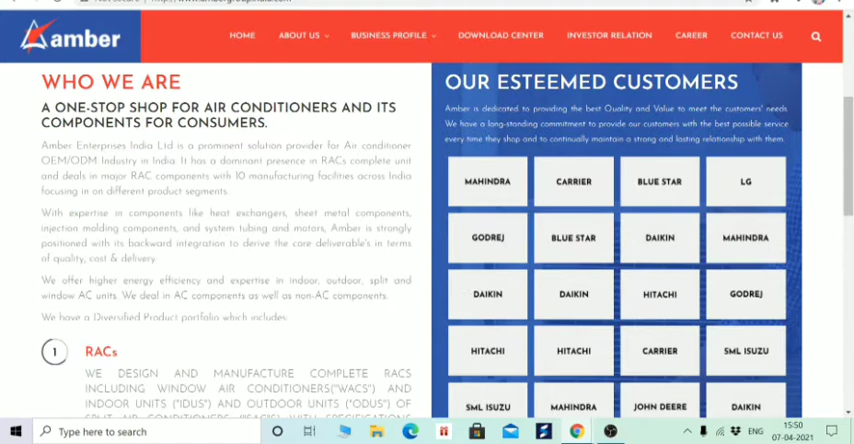 amber
HOME ABOUT US BUSINESS PROFILE DOWNLOAD CENTER INVESTOR RELATION CAREER CONTACT US
WHO WE ARE
A ONE-STOP SHOP FOR AIR CONDITIONERS AND ITS
COMPONENTS FOR CONSUMERS.
Amber Enterprises India Ltd is a prominent solution provider for Air conditioner
OEM/ODM Industry in India. It has a dominant presence in RACs complete unit
and deals in major RAC components with 10 manufacturing facilities across India
focusing in on different product segments.
With expertise in components like heat exchangers, sheet metal components,
injection molding components, and system tubing and motors, Amber is strongly
positioned with its backward integration to derive the core deliverable's in terms
of quality, cost & delivery
We offer higher energy efficiency and expertise in Indoor, outdoor, split and
window AC units. We deal in AC components as well as non-AC components.
We have a Diversified Product portfolio which includes:
1 RACs
WE DESIGN AND MANUFACTURE COMPLETE RACS
INCLUDING WINDOW AIR CONDITIONERS("WACS") AND
INDOOR UNITS ("IDUS") AND OUTDOOR UNITS ("ODUS") OF
SPLIT AIR CONDITIONERS ("SACS") WITH SPECIFICATIONS
OUR ESTEEMED CUSTOMERS
Amber is dedicated to providing the best Quality and Value to meet the customers' needs.
We have a long-standing commitment to provide our customers with the best possible service
every time they shop and to continually maintain a strong and lasting relationship with them.
MAHINDRA CARRIER BLUE STAR LG
GODREJ BLUE STAR DAIKIN MAHINDRA
DAIKIN DAIKIN HITACHI GODREJ
HITACHI HITACHI CARRIER SML ISUZU
SML ISUZU MAHINDRA JOHN DEERE DAIKIN
Type here to search
ENG
15:50
07-04-2021